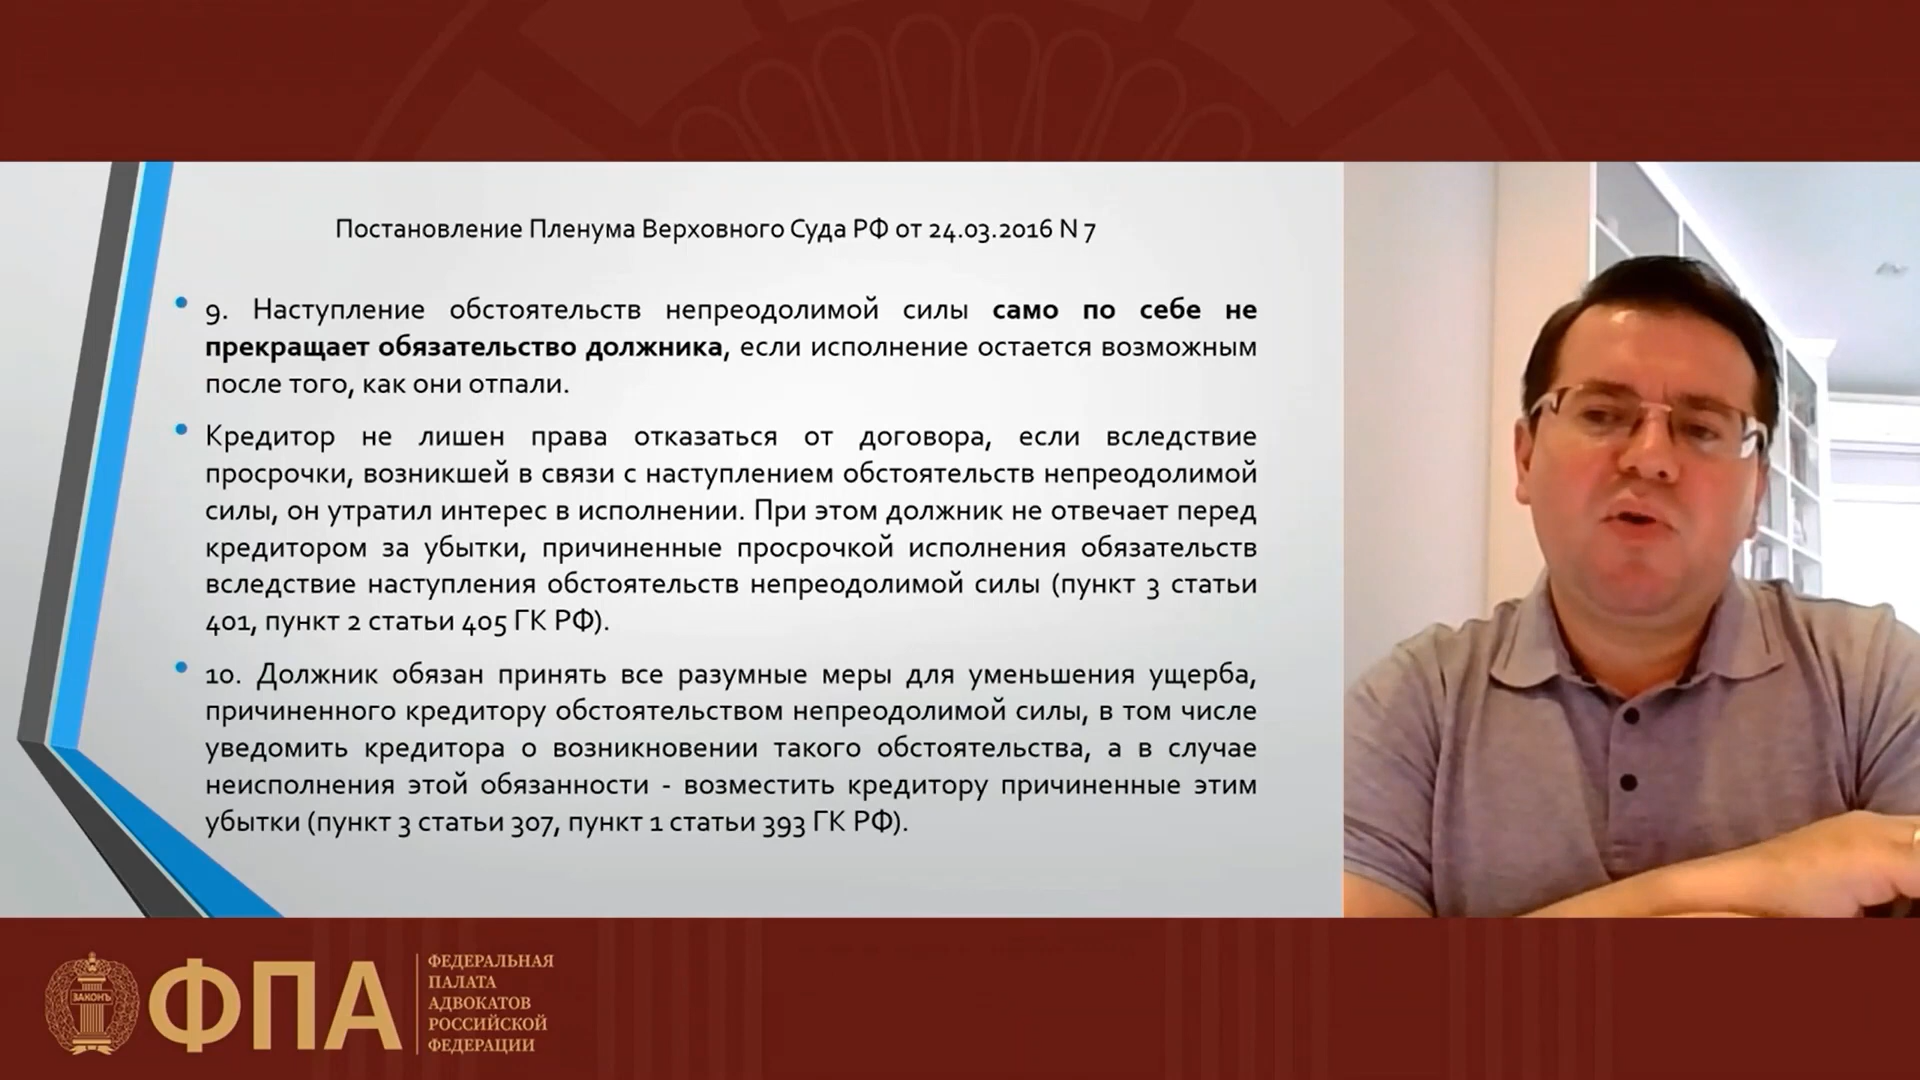 Постановление Пленума Верховного Суда РФ от 24.03.2016 N 7
• 9. Наступление обстоятельств непреодолимой силы само по себе не
прекращает обязательство должника, если исполнение остается возможным
после того, как они отпали.
• Кредитор не лишен права отказаться от договора, если вследствие
просрочки, возникшей в связи с наступлением обстоятельств непреодолимой
силы, он утратил интерес в исполнении. При этом должник не отвечает перед
кредитором за убытки, причиненные просрочкой исполнения обязательств
вследствие наступления обстоятельств непреодолимой силы (пункт 3 статьи
401, пункт 2 статьи 405 ГК РФ).
• 10. Должник обязан принять все разумные меры для уменьшения ущерба,
причиненного кредитору обстоятельством непреодолимой силы, в том числе
уведомить кредитора о возникновении такого обстоятельства, а в случае
неисполнения этой обязанности - возместить кредитору причиненные этим
убытки (пункт 3 статьи 307, пункт 1 статьи 393 ГК РФ).
ЗАКОНЪ
ФПА
ФЕДЕРАЛЬНАЯ
ПАЛАТА
АДВОКАТОВ
РОССИЙСКОЙ
ФЕДЕРАЦИИ